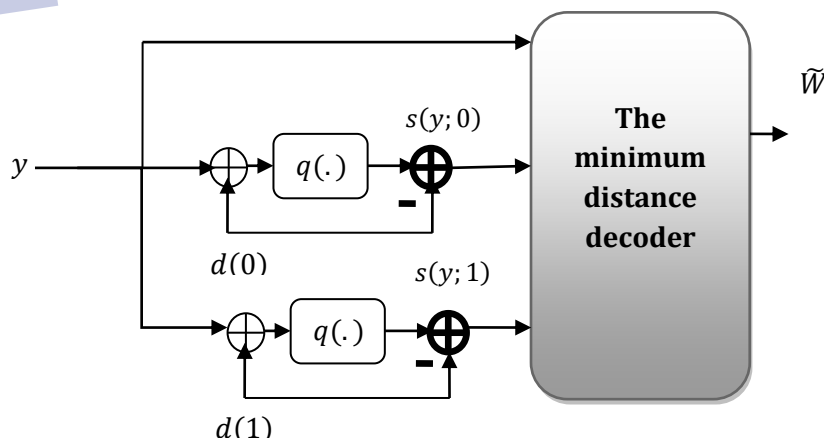 W̃
s(y; 0)
The
minimum
distance
decoder
y
q(.)
-
d(0)
s(y; 1)
q(.)
-
d(1)